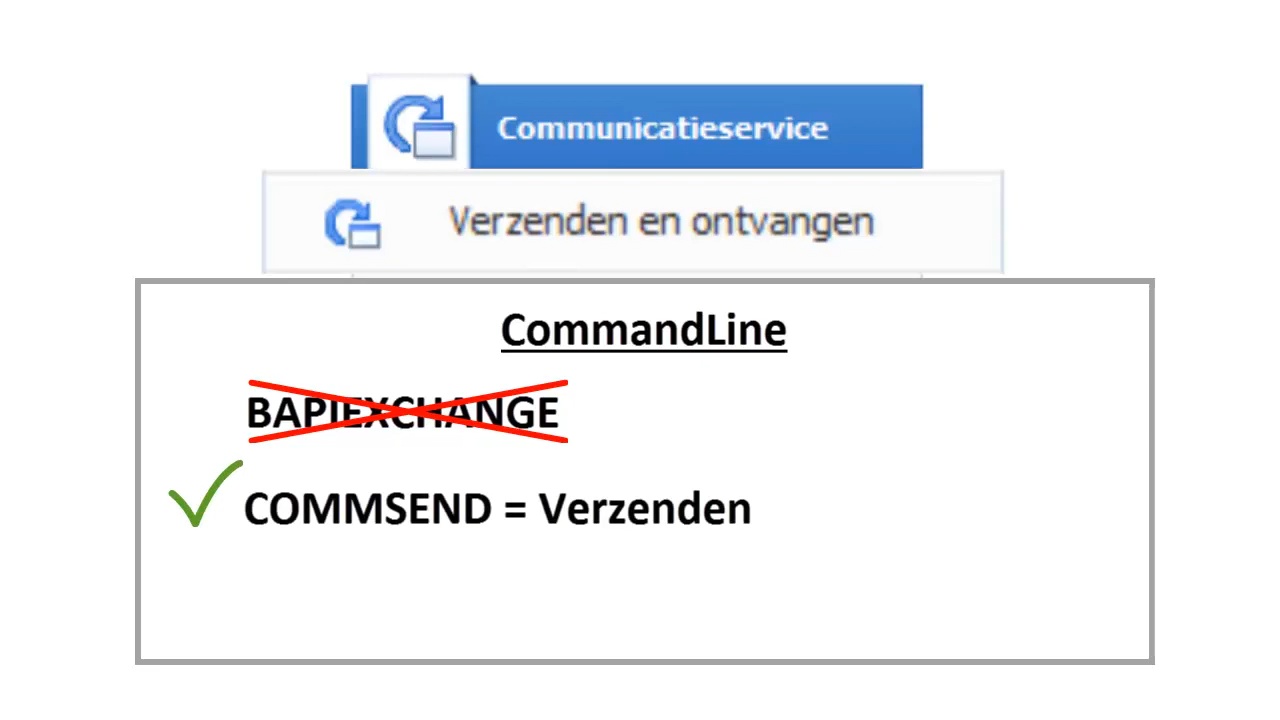 Communicatieservice
Verzenden en ontvangen
CommandLine
BAPIEXCHANGE
COMMSEND = Verzenden